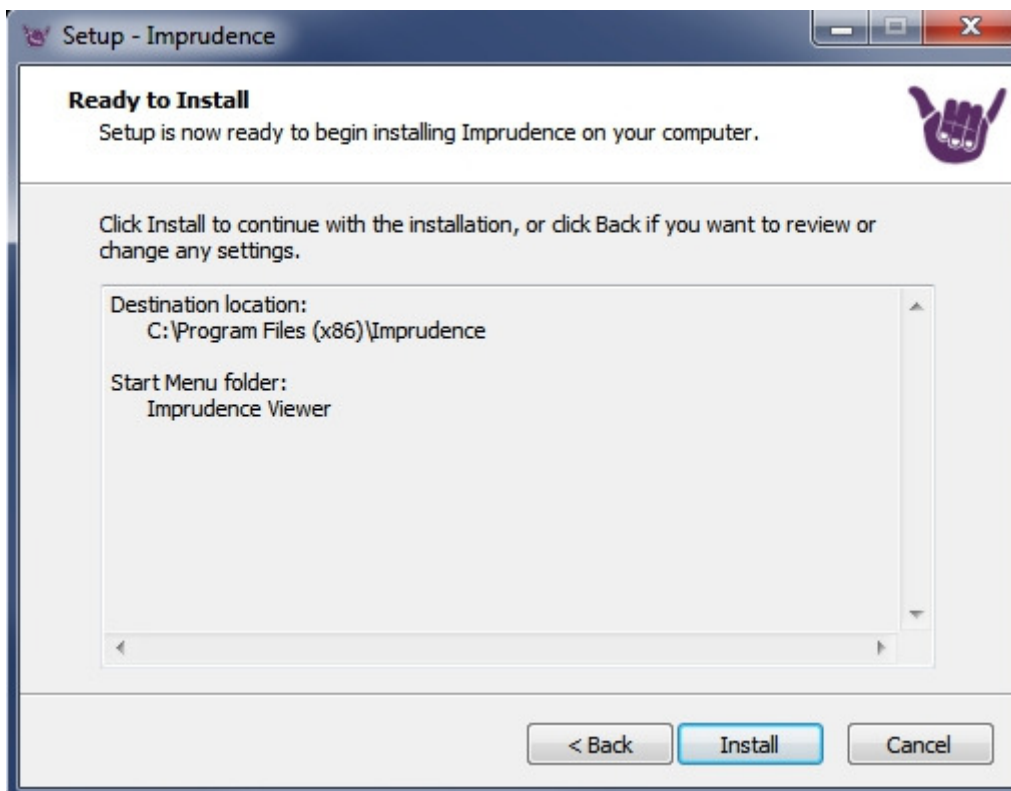 Setup - Imprudence
Ready to Install
Setup is now ready to begin installing Imprudence on your computer.
Click Install to continue with the installation, or click Back if you want to review or
change any settings.
Destination location:
C:\Program Files (x86)\Imprudence
Start Menu folder:
Imprudence Viewer
< Back
Install
Cancel